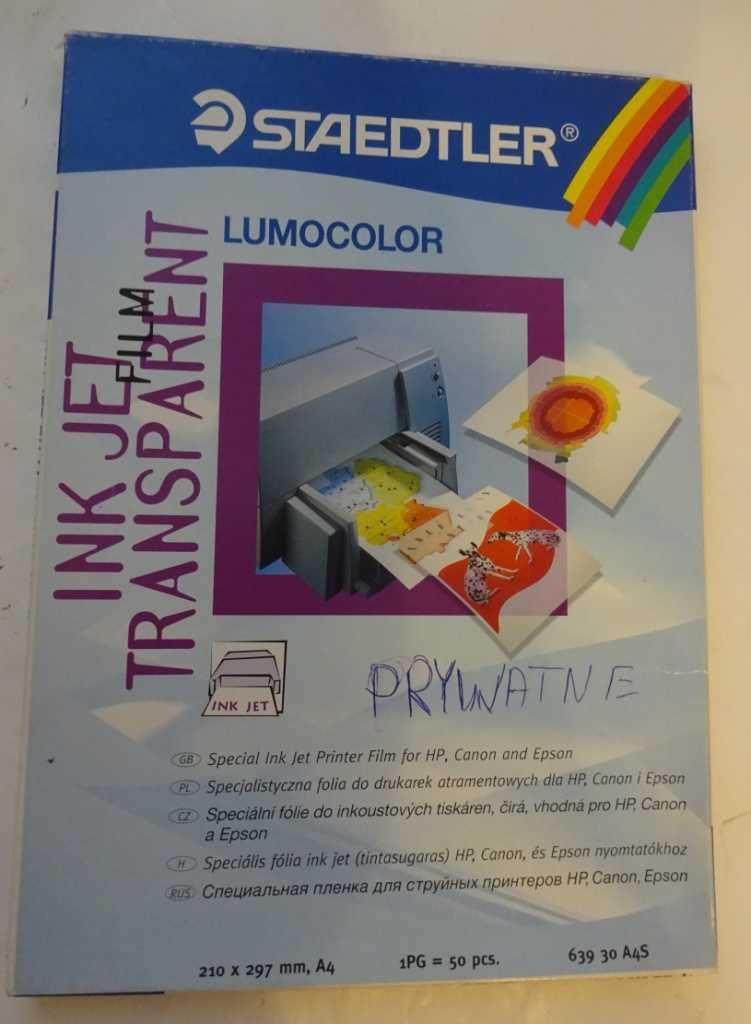 STAEDTLER®
LUMOCOLOR
INK JET
FILM
TRANSPARENT
INK JET
PRYWATNE
GB Special Ink Jet Printer Film for HP, Canon and Epson
PL Specjalistyczna folia do drukarek atramentowych dla HP, Canon i Epson
CZ Speciální fólie do inkoustových tiskáren, čirá, vhodná pro HP, Canon
a Epson
H Speciális fólia ink jet (tintasugaras) HP, Canon, és Epson nyomtatókhoz
RUS Специальная пленка для струйных принтеров HP, Canon, Epson
210 x 297 mm, A4
1PG = 50 pcs.
639 30 A4S